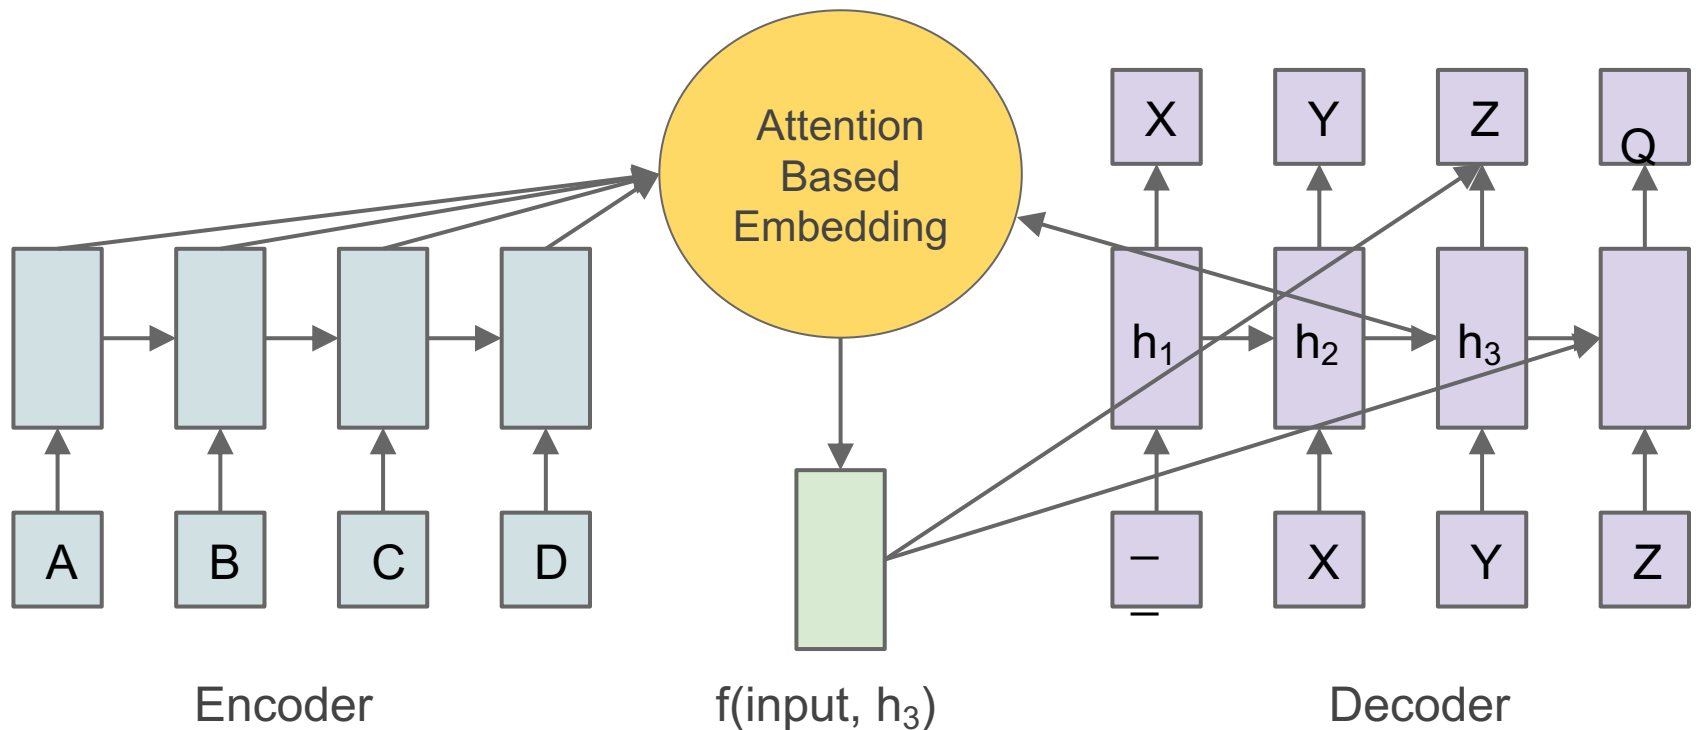 Attention
Based
Embedding
X Y Z Q
h₁ h₂ h₃
A B C D
_ _ X Y Z
Encoder
f(input, h₃)
Decoder